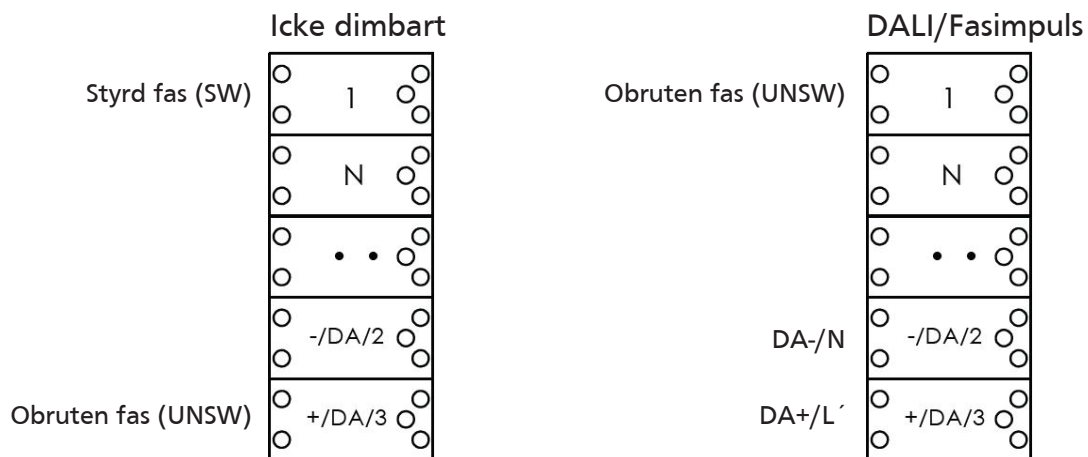 Icke dimbart
Styrd fas (SW)
1
N
• •
-/DA/2
Obruten fas (UNSW)
+/DA/3
DALI/Fasimpuls
Obruten fas (UNSW)
1
N
• •
DA-/N
-/DA/2
DA+/L´
+/DA/3